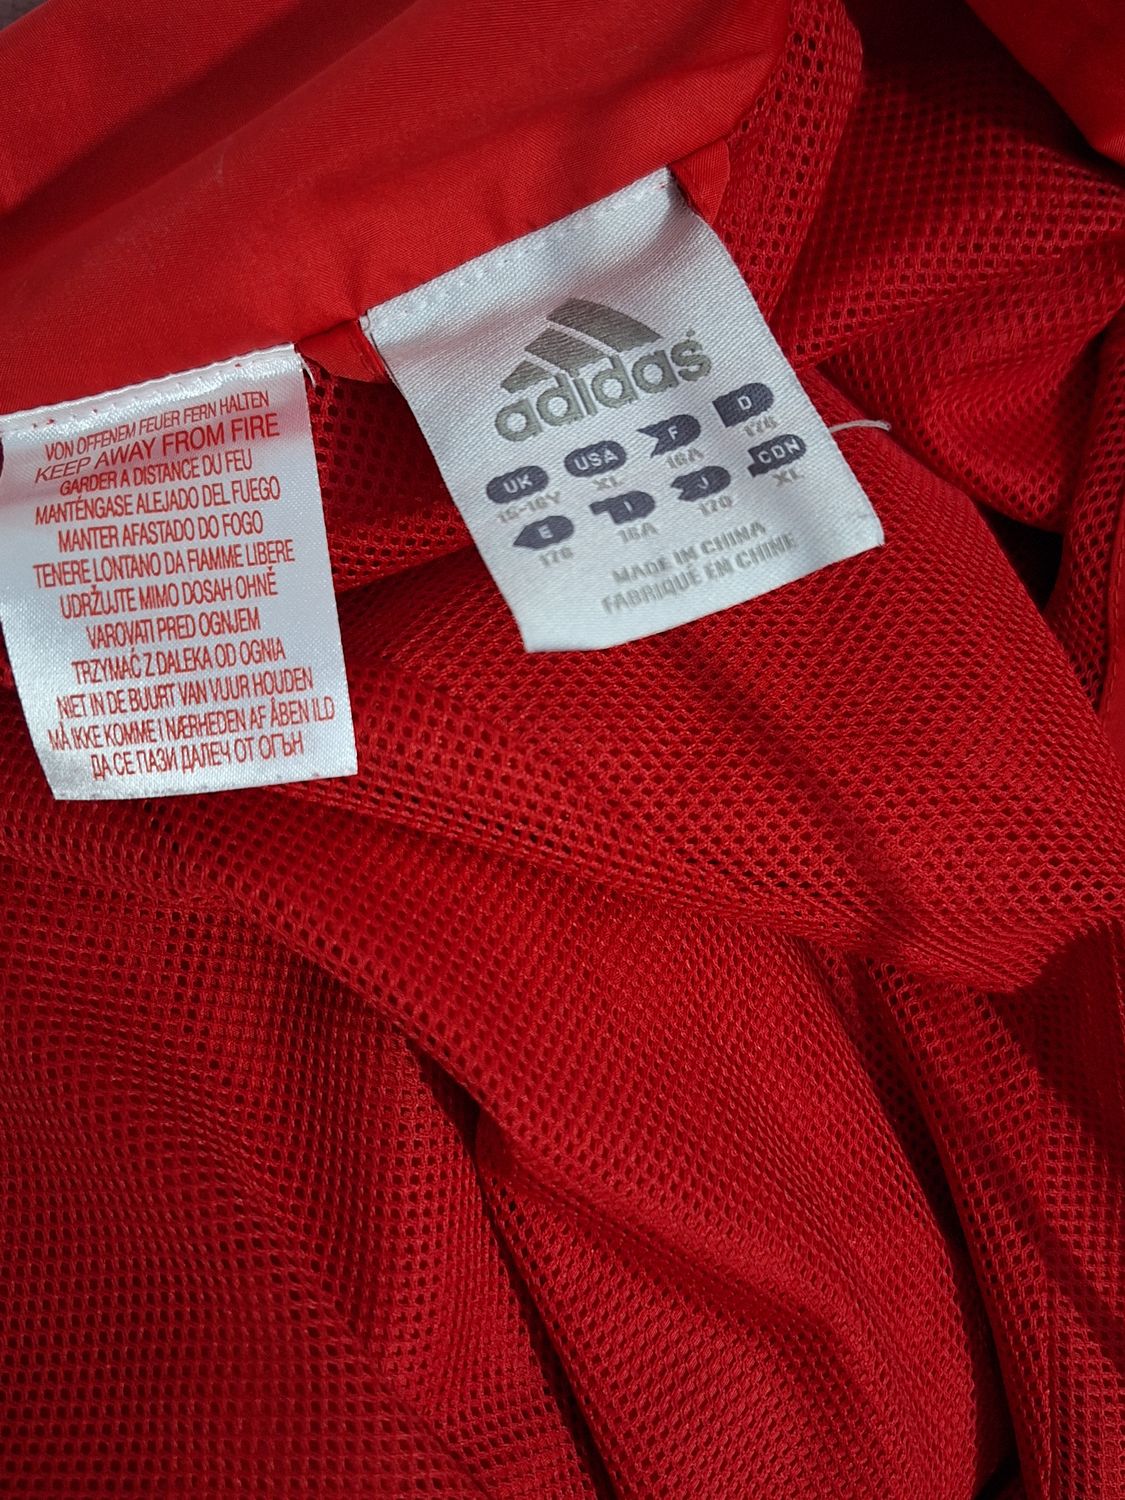 VON OFFENEM FEUER FERN HALTEN
KEEP AWAY FROM FIRE
GARDER A DISTANCE DU FEU
MANTÉNGASE ALEJADO DEL FUEGO
MANTER AFASTADO DO FOGO
TENERE LONTANO DA FIAMME LIBERE
UDRŽUJTE MIMO DOSAH OHNĚ
VAROVATI PRED OGNJEM
TRZYMAĆ Z DALEKA OD OGNIA
NIET IN DE BUURT VAN VUUR HOUDEN
MÅ IKKE KOMME I NÆRHEDEN AF ÅBEN ILD
ДА СЕ ПАЗИ ДАЛЕЧ ОТ ОГЪН
adidas
UK USA F D
15-16Y XL 16A 176
E I J CDN
176 16A 170 XL
MADE IN CHINA
FABRIQUÉ EN CHINE